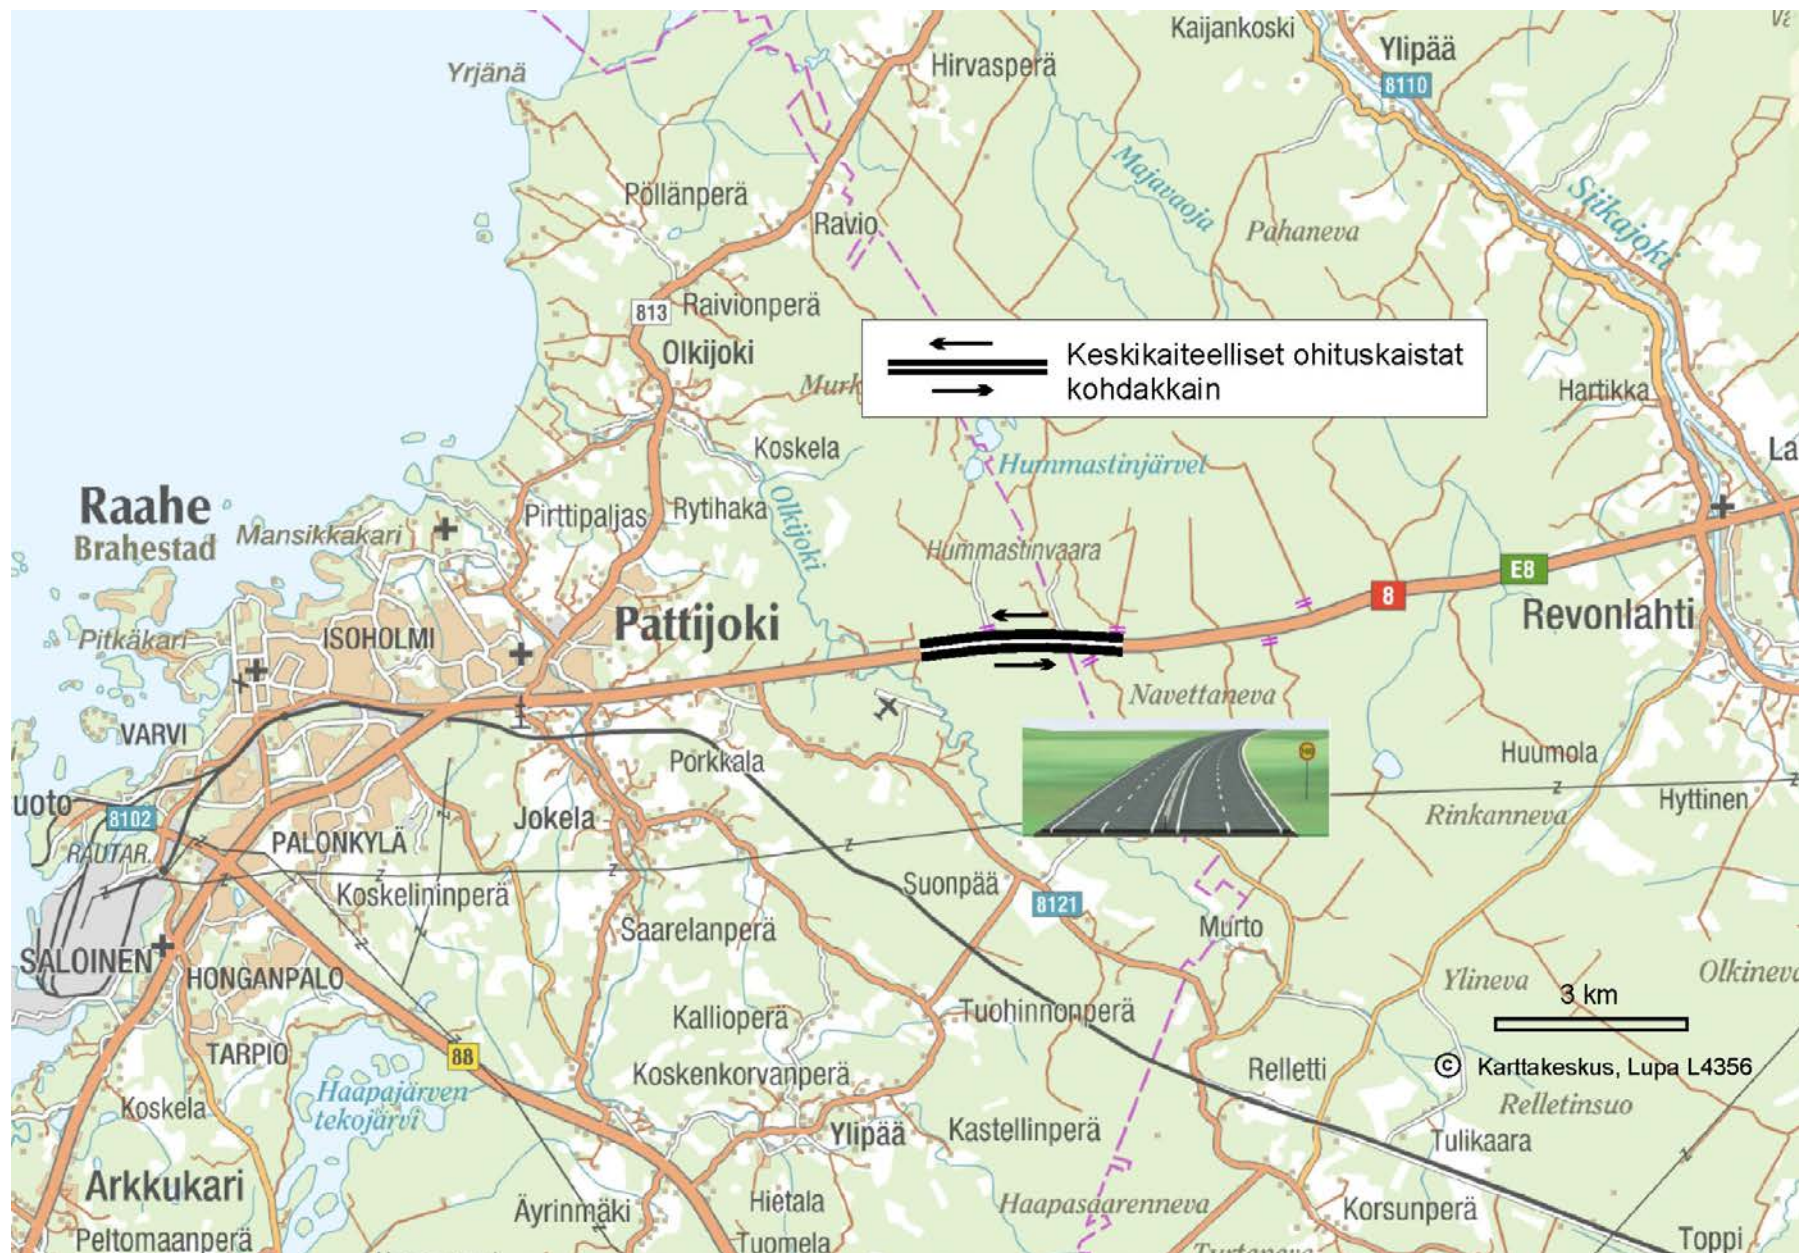 Kaijankoski
Ylipää
8110
Hirvasperä
Yrjänä
Majavaoja
Siikajoki
Pöllänperä
Ravio
Pahaneva
813
Raivionperä
Olkijoki
Keskikaiteelliset ohituskaistat
kohdakkain
Hartikka
Koskela
Hummastinjärvet
Raahe
Brahestad
Mansikkakari
Pirttipaljas
Rytihaka
Olkijoki
Hummastinvaara
E8
8
Revonlahti
Pattijoki
ISOHOLMI
Pitkäkari
Navettaneva
VARVI
Porkkala
Huumola
Hyttinen
Rinkanneva
8102
Jokela
PALONKYLÄ
RAUTAR.
Koskelininperä
Suonpää
8121
Murto
Saarelanperä
SALOINEN
HONGANPALO
Ylineva
3 km
Kallioperä
Tuohinnonperä
TARPIO
88
Relletti
© Karttakeskus, Lupa L4356
Haapajärven
tekojärvi
Koskenkorvanperä
Relletinsuo
Koskela
Ylipää
Kastellinperä
Tulikaara
Arkkukari
Äyrinmäki
Hietala
Haapasaarenneva
Korsunperä
Peltomaanperä
Tuomela
Toppi